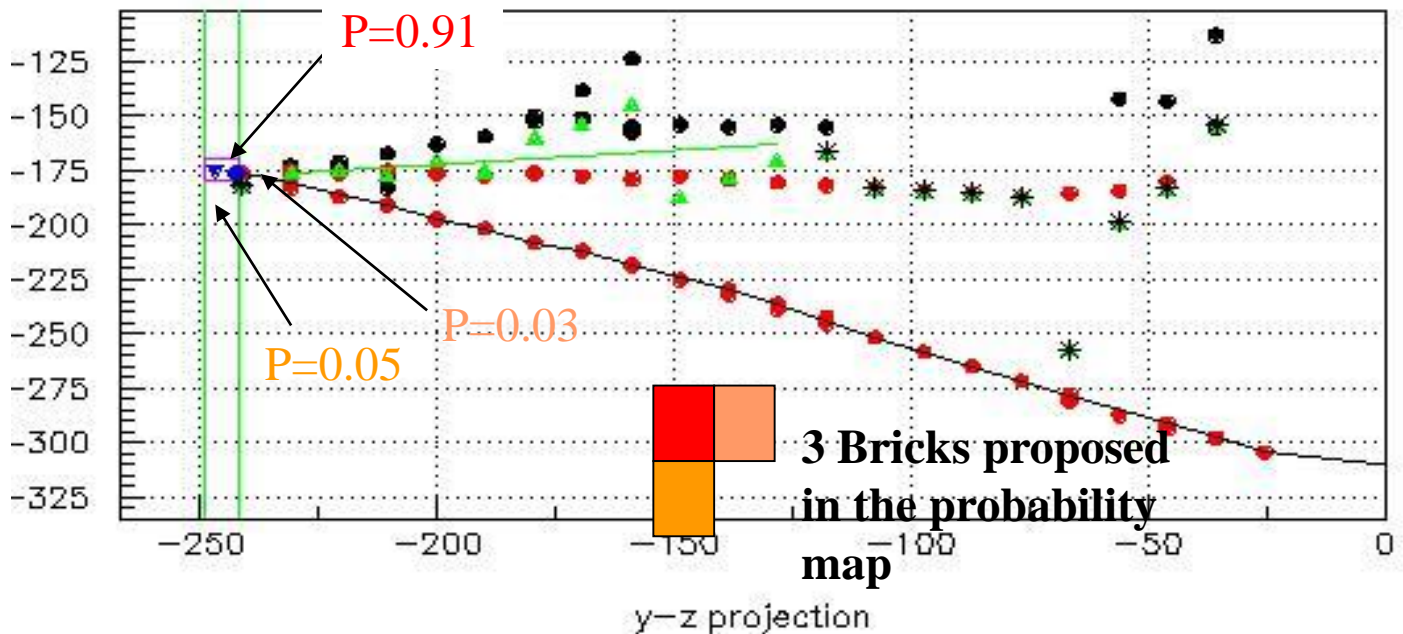 P=0.91
-125
-150
-175
-200
-225
-250
-275
-300
-325
P=0.03
P=0.05
3 Bricks proposed
in the probability
map
-250 -200 -150 -100 -50 0
y-z projection